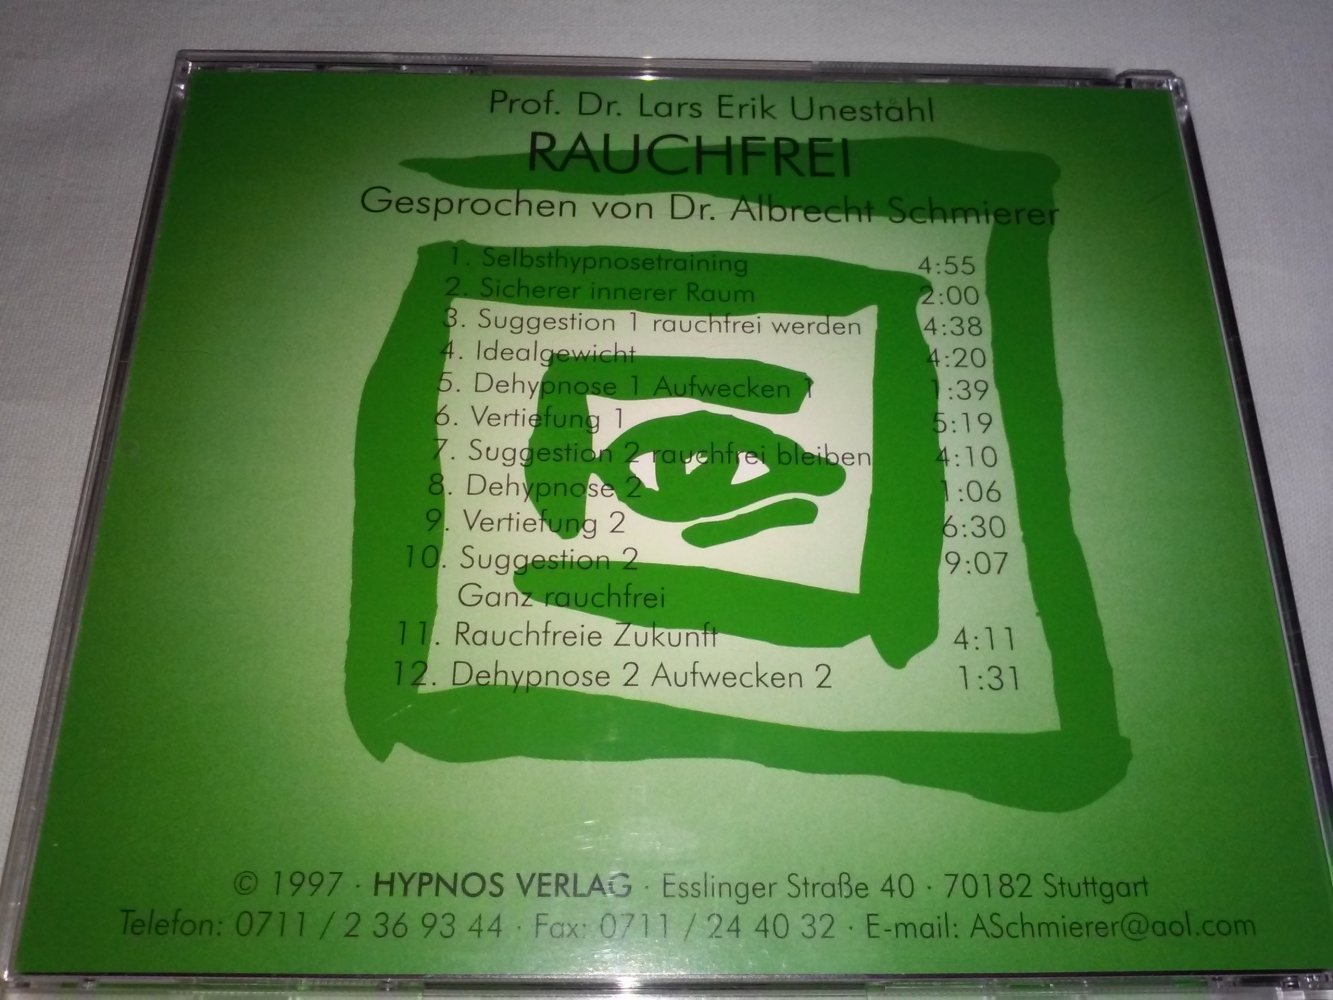 Prof. Dr. Lars Erik Uneståhl
RAUCHFREI
Gesprochen von Dr. Albrecht Schmierer
1. Selbsthypnosetraining 4:55
2. Sicherer innerer Raum 2:00
3. Suggestion 1 rauchfrei werden 4:38
4. Idealgewicht 4:20
5. Dehypnose 1 Aufwecken 1 1:39
6. Vertiefung 1 5:19
7. Suggestion 2 rauchfrei bleiben 4:10
8. Dehypnose 2 1:06
9. Vertiefung 2 6:30
10. Suggestion 2 9:07
Ganz rauchfrei
11. Rauchfreie Zukunft 4:11
12. Dehypnose 2 Aufwecken 2 1:31
© 1997 · HYPNOS VERLAG · Esslinger Straße 40 · 70182 Stuttgart
Telefon: 0711 / 2 36 93 44 · Fax: 0711 / 24 40 32 · E-mail: ASchmierer@aol.com